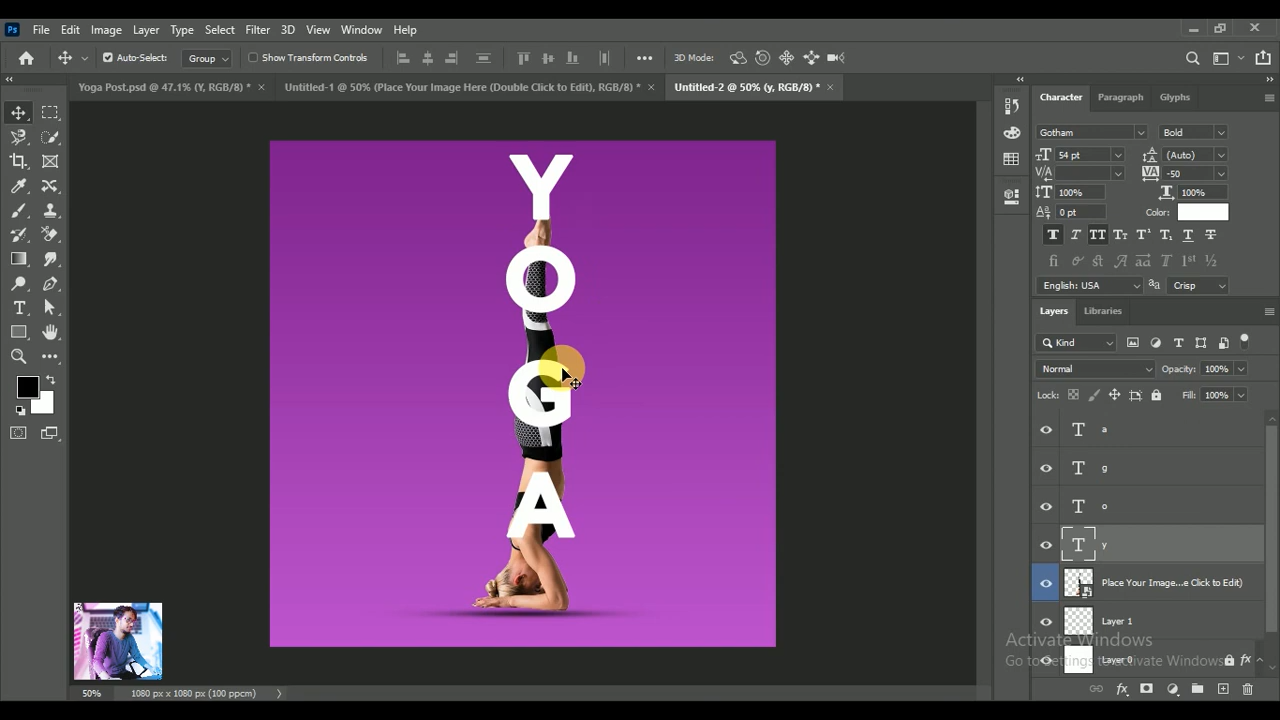 Ps File Edit Image Layer Type Select Filter 3D View Window Help
Auto-Select: Group Show Transform Controls 3D Mode:
Yoga Post.psd @ 47.1% (Y, RGB/8) * × Untitled-1 @ 50% (Place Your Image Here (Double Click to Edit), RGB/8) * × Untitled-2 @ 50% (y, RGB/8) * ×
Y
O
G
A
50% 1080 px x 1080 px (100 ppcm)
Character Paragraph Glyphs
Gotham Bold
54 pt (Auto)
-50
100% 100%
0 pt Color:
English: USA Crisp
Layers Libraries
Kind
Normal Opacity: 100%
Lock: Fill: 100%
a
g
o
y
Place Your Image...e Click to Edit)
Layer 1
Layer 0
Activate Windows
Go to Settings to activate Windows.